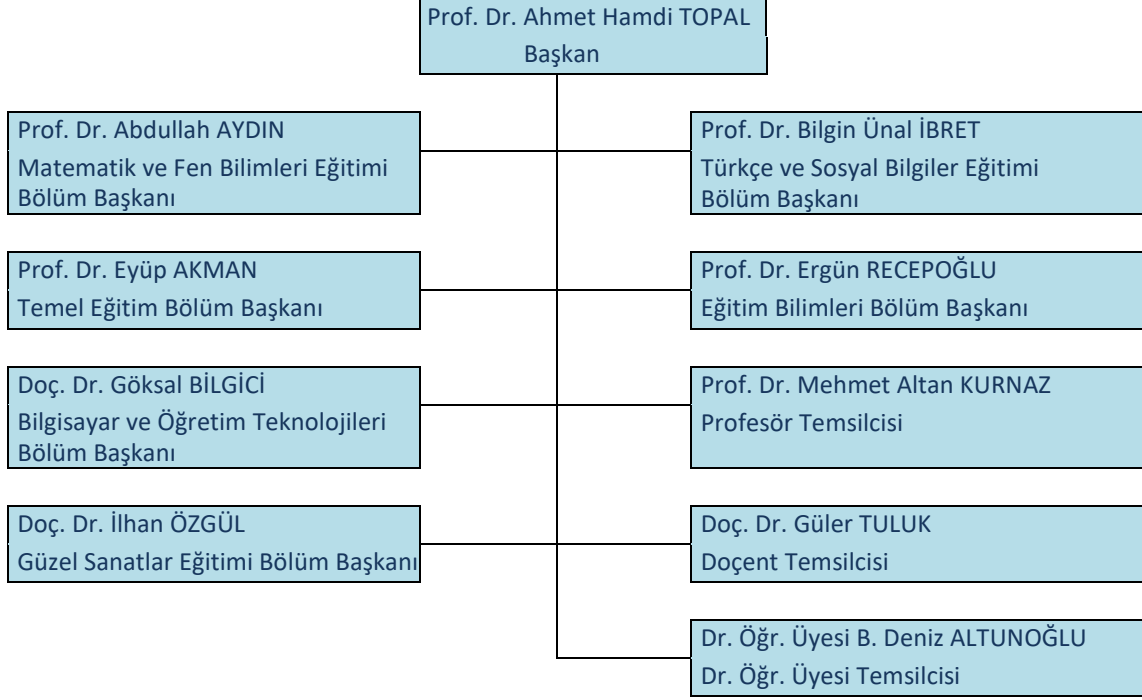 Prof. Dr. Ahmet Hamdi TOPAL
Başkan
Prof. Dr. Abdullah AYDIN
Matematik ve Fen Bilimleri Eğitimi
Bölüm Başkanı
Prof. Dr. Bilgin Ünal İBRET
Türkçe ve Sosyal Bilgiler Eğitimi
Bölüm Başkanı
Prof. Dr. Eyüp AKMAN
Temel Eğitim Bölüm Başkanı
Prof. Dr. Ergün RECEPOĞLU
Eğitim Bilimleri Bölüm Başkanı
Doç. Dr. Göksal BİLGİCİ
Bilgisayar ve Öğretim Teknolojileri
Bölüm Başkanı
Prof. Dr. Mehmet Altan KURNAZ
Profesör Temsilcisi
Doç. Dr. İlhan ÖZGÜL
Güzel Sanatlar Eğitimi Bölüm Başkanı
Doç. Dr. Güler TULUK
Doçent Temsilcisi
Dr. Öğr. Üyesi B. Deniz ALTUNOĞLU
Dr. Öğr. Üyesi Temsilcisi